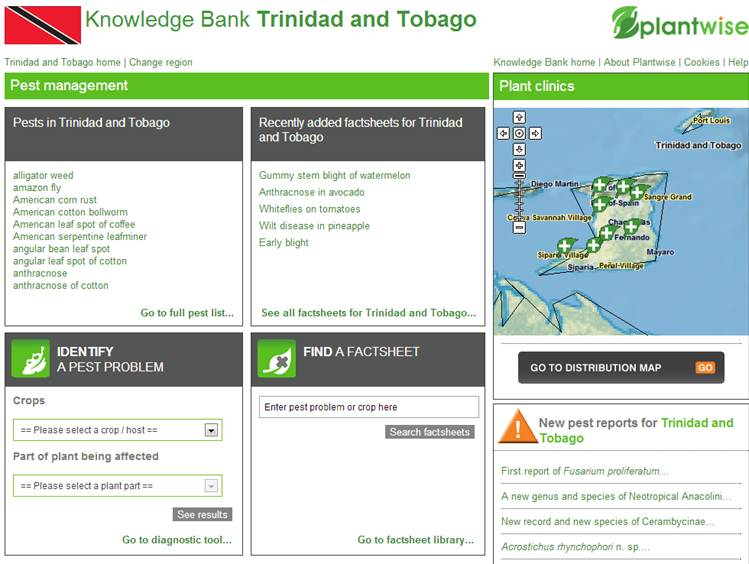 Knowledge Bank Trinidad and Tobago
plantwise
Trinidad and Tobago home | Change region
Knowledge Bank home | About Plantwise | Cookies | Help
Pest management
Pests in Trinidad and Tobago
alligator weed
amazon fly
American corn rust
American cotton bollworm
American leaf spot of coffee
American serpentine leafminer
angular bean leaf spot
angular leaf spot of cotton
anthracnose
anthracnose of cotton
Go to full pest list...
Recently added factsheets for Trinidad
and Tobago
Gummy stem blight of watermelon
Anthracnose in avocado
Whiteflies on tomatoes
Wilt disease in pineapple
Early blight
See all factsheets for Trinidad and Tobago...
IDENTIFY
A PEST PROBLEM
Crops
== Please select a crop / host ==
Part of plant being affected
== Please select a plant part ==
See results
Go to diagnostic tool...
FIND A FACTSHEET
Enter pest problem or crop here
Search factsheets
Go to factsheet library...
Plant clinics
Port Louis
Trinidad and Tobago
Diego Martin
of-Spain
Sangre Grand
Savannah Village
Fernando
Mayaro
Siparia
Penal-Village
GO TO DISTRIBUTION MAP GO
New pest reports for Trinidad and
Tobago
First report of Fusarium proliferatum...
A new genus and species of Neotropical Anacolini...
New record and new species of Cerambycinae...
Acrostichus rhynchophori n. sp....